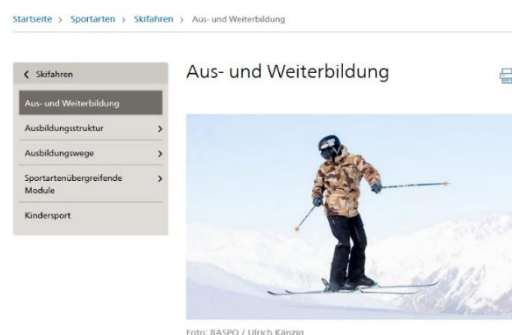 Startseite > Sportarten > Skifahren > Aus- und Weiterbildung
Skifahren
Aus- und Weiterbildung
Ausbildungsstruktur
Ausbildungswege
Sportartenübergreifende
Module
Kindersport
Aus- und Weiterbildung
Foto: BASPO / Ulrich Känzig